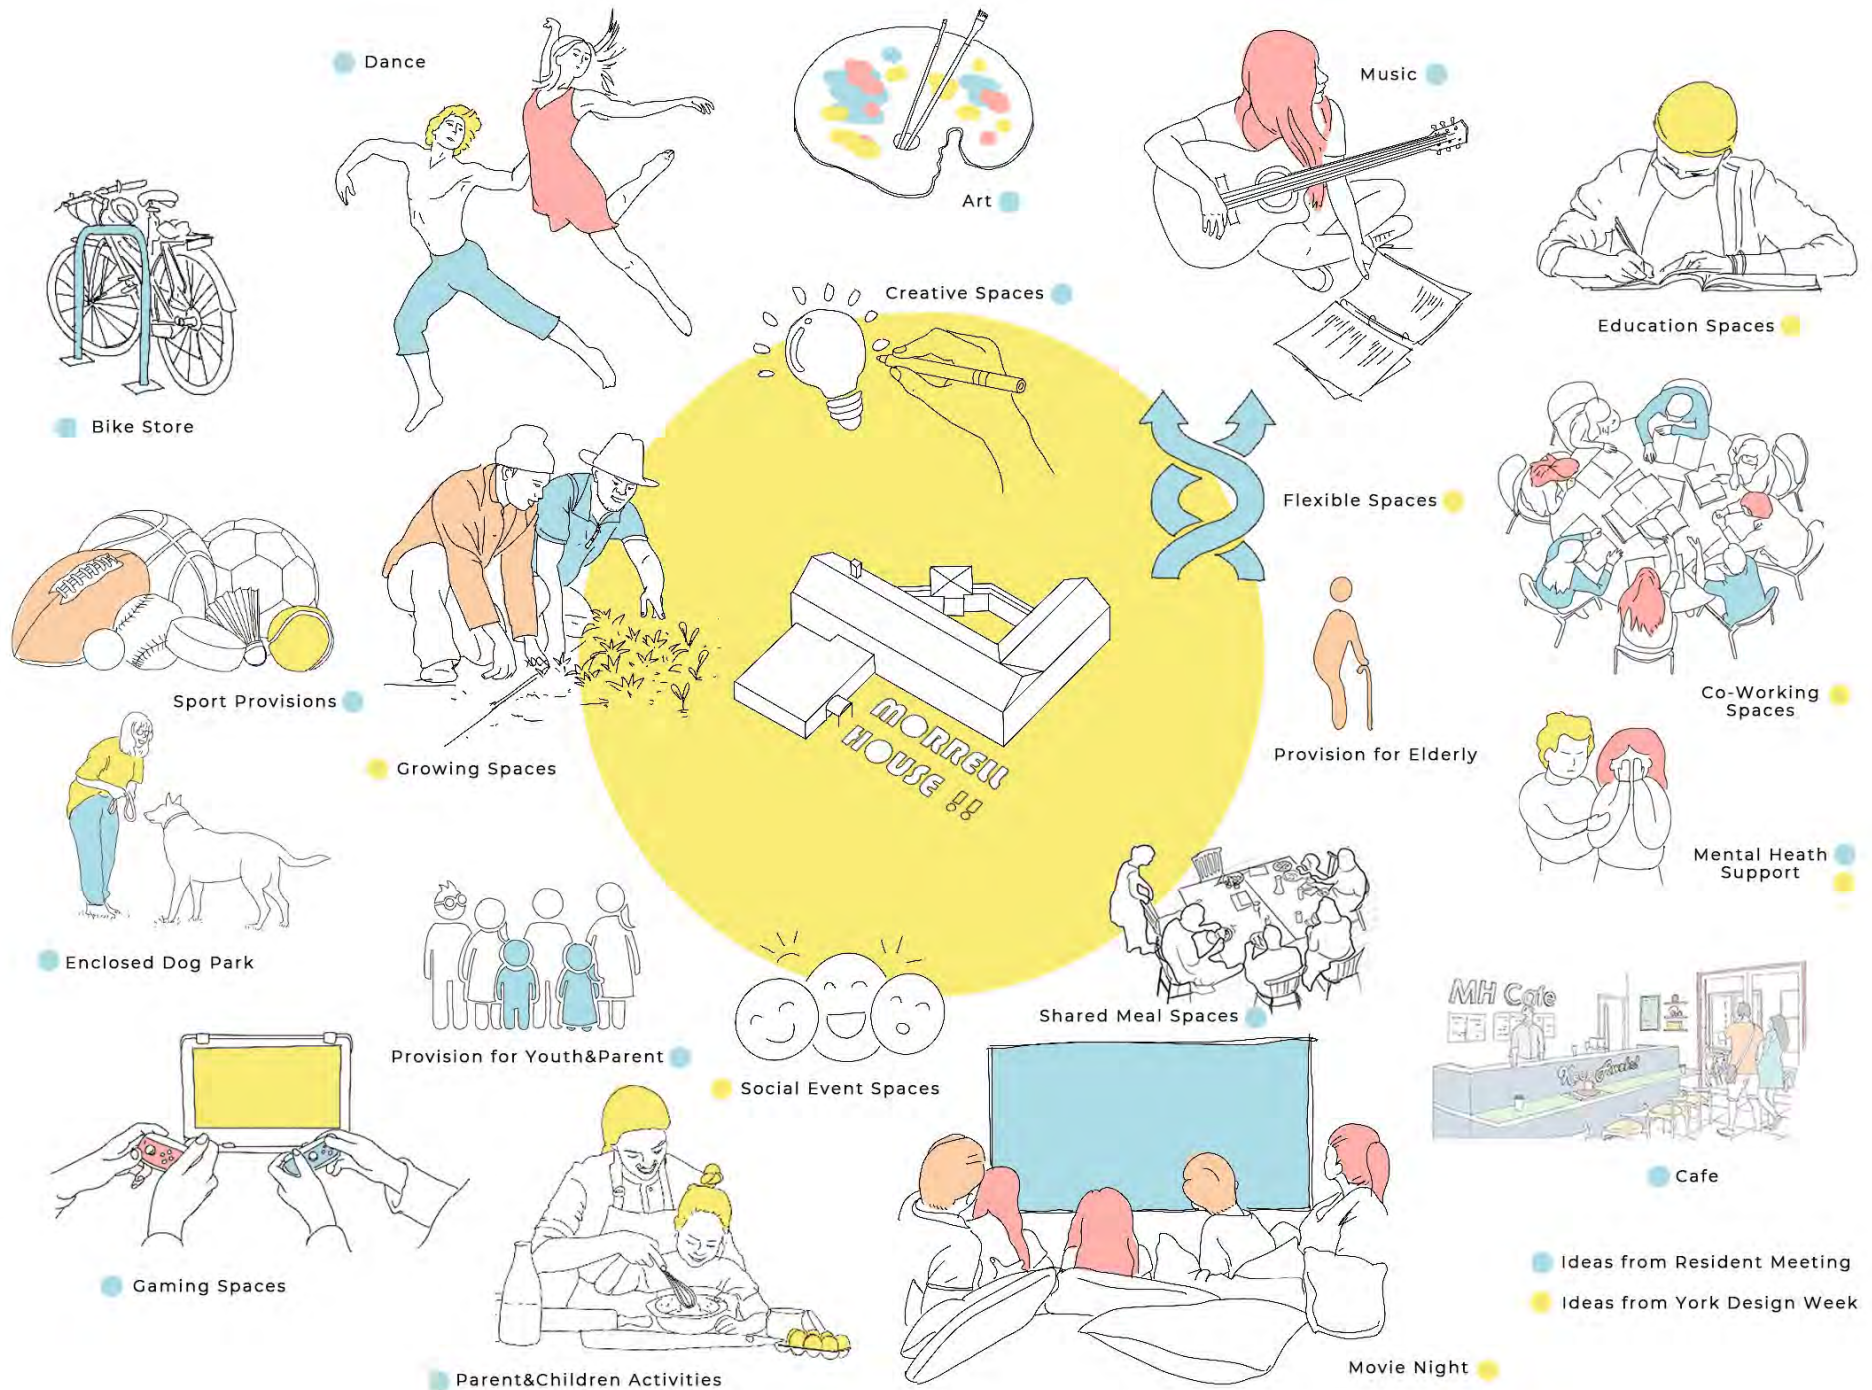 Dance
Music
Art
Creative Spaces
Education Spaces
Bike Store
Flexible Spaces
Sport Provisions
Co-Working
Spaces
Growing Spaces
MORRELL
HOUSE !!
Provision for Elderly
Mental Heath
Support
Enclosed Dog Park
Shared Meal Spaces
MH Cafe
Provision for Youth&Parent
Social Event Spaces
Cafe
Gaming Spaces
Ideas from Resident Meeting
Ideas from York Design Week
Movie Night
Parent&Children Activities